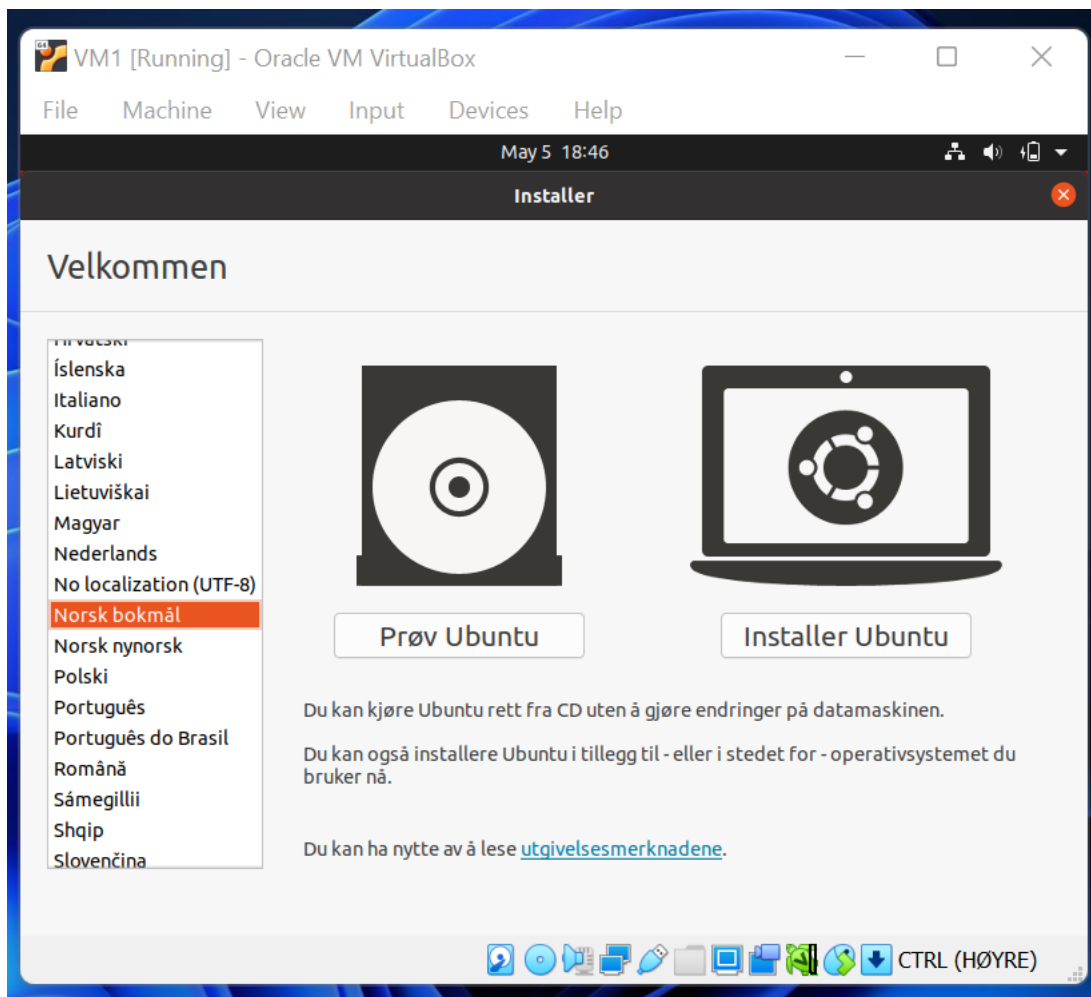 VM1 [Running] - Oracle VM VirtualBox
File Machine View Input Devices Help
May 5 18:46
Installer
Velkommen
Hrvatski
Íslenska
Italiano
Kurdî
Latviski
Lietuviškai
Magyar
Nederlands
No localization (UTF-8)
Norsk bokmål
Norsk nynorsk
Polski
Português
Português do Brasil
Română
Sámegillii
Shqip
Slovenčina
Prøv Ubuntu
Installer Ubuntu
Du kan kjøre Ubuntu rett fra CD uten å gjøre endringer på datamaskinen.
Du kan også installere Ubuntu i tillegg til - eller i stedet for - operativsystemet du
bruker nå.
Du kan ha nytte av å lese utgivelsesmerknadene.
CTRL (HØYRE)